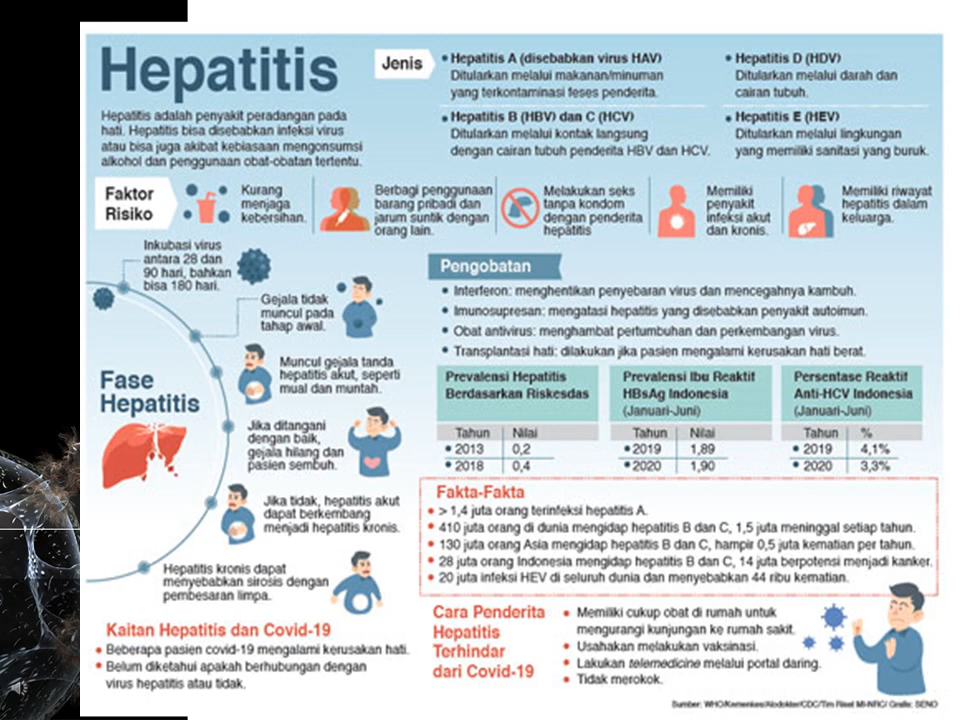 Hepatitis
Hepatitis adalah penyakit peradangan pada
hati. Hepatitis bisa disebabkan infeksi virus
atau bisa juga akibat kebiasaan mengonsumsi
alkohol dan penggunaan obat-obatan tertentu.
Jenis
• Hepatitis A (disebabkan virus HAV)
Ditularkan melalui makanan/minuman
yang terkontaminasi feses penderita.
• Hepatitis B (HBV) dan C (HCV)
Ditularkan melalui kontak langsung
dengan cairan tubuh penderita HBV dan HCV.
• Hepatitis D (HDV)
Ditularkan melalui darah dan
cairan tubuh.
• Hepatitis E (HEV)
Ditularkan melalui lingkungan
yang memiliki sanitasi yang buruk.
Faktor
Risiko
Kurang
menjaga
kebersihan.
Berbagi penggunaan
barang pribadi dan
jarum suntik dengan
orang lain.
Melakukan seks
tanpa kondom
dengan penderita
hepatitis
Memiliki
penyakit
infeksi akut
dan kronis.
Memiliki riwayat
hepatitis dalam
keluarga.
Fase
Hepatitis
Inkubasi virus
antara 28 dan
90 hari, bahkan
bisa 180 hari.
Gejala tidak
muncul pada
tahap awal.
Muncul gejala tanda
hepatitis akut, seperti
mual dan muntah.
Jika ditangani
dengan baik,
gejala hilang dan
pasien sembuh.
Jika tidak, hepatitis akut
dapat berkembang
menjadi hepatitis kronis.
Hepatitis kronis dapat
menyebabkan sirosis dengan
pembesaran limpa.
Pengobatan
• Interferon: menghentikan penyebaran virus dan mencegahnya kambuh.
• Imunosupresan: mengatasi hepatitis yang disebabkan penyakit autoimun.
• Obat antivirus: menghambat pertumbuhan dan perkembangan virus.
• Transplantasi hati: dilakukan jika pasien mengalami kerusakan hati berat.
Prevalensi Hepatitis
Berdasarkan Riskesdas
Tahun Nilai
• 2013 0,2
• 2018 0,4
Prevalensi Ibu Reaktif
HBsAg Indonesia
(Januari-Juni)
Tahun Nilai
• 2019 1,89
• 2020 1,90
Persentase Reaktif
Anti-HCV Indonesia
(Januari-Juni)
Tahun %
• 2019 4,1%
• 2020 3,3%
Fakta-Fakta
• > 1,4 juta orang terinfeksi hepatitis A.
• 410 juta orang di dunia mengidap hepatitis B dan C, 1,5 juta meninggal setiap tahun.
• 130 juta orang Asia mengidap hepatitis B dan C, hampir 0,5 juta kematian per tahun.
• 28 juta orang Indonesia mengidap hepatitis B dan C, 14 juta berpotensi menjadi kanker.
• 20 juta infeksi HEV di seluruh dunia dan menyebabkan 44 ribu kematian.
Kaitan Hepatitis dan Covid-19
• Beberapa pasien covid-19 mengalami kerusakan hati.
• Belum diketahui apakah berhubungan dengan
virus hepatitis atau tidak.
Cara Penderita
Hepatitis
Terhindar
dari Covid-19
• Memiliki cukup obat di rumah untuk
mengurangi kunjungan ke rumah sakit.
• Usahakan melakukan vaksinasi.
• Lakukan telemedicine melalui portal daring.
• Tidak merokok.
Sumber: WHO/Kemenkes/Alodokter/CDC/Tim Riset MI-NRC/ Grafis: SENO